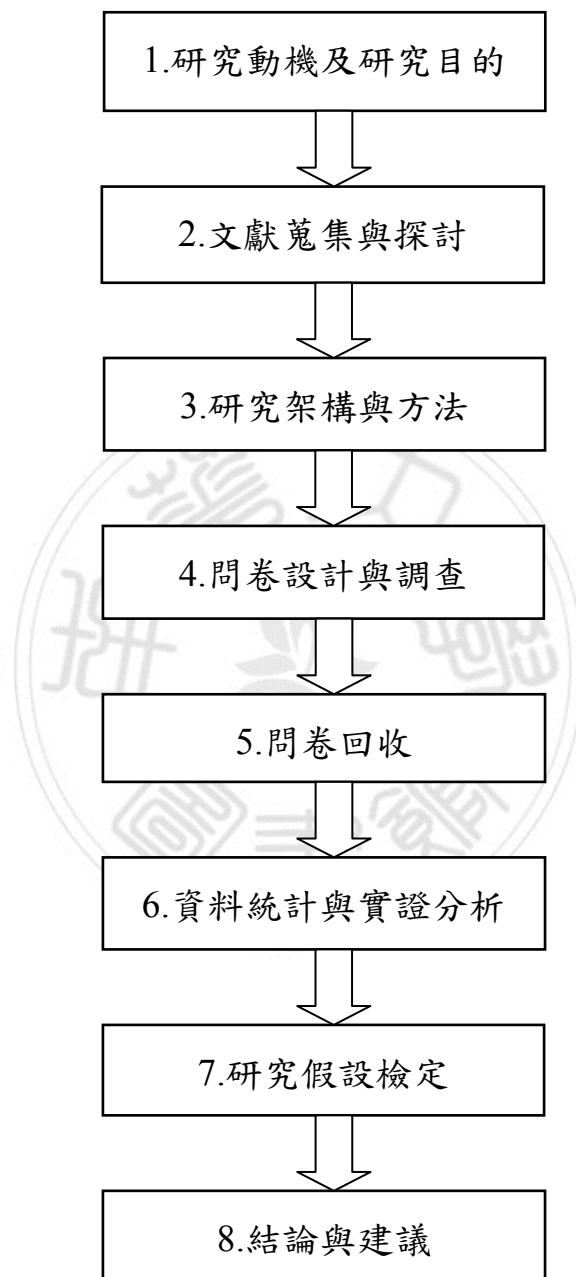 1.研究動機及研究目的
2.文獻蒐集與探討
3.研究架構與方法
4.問卷設計與調查
5.問卷回收
6.資料統計與實證分析
7.研究假設檢定
8.結論與建議